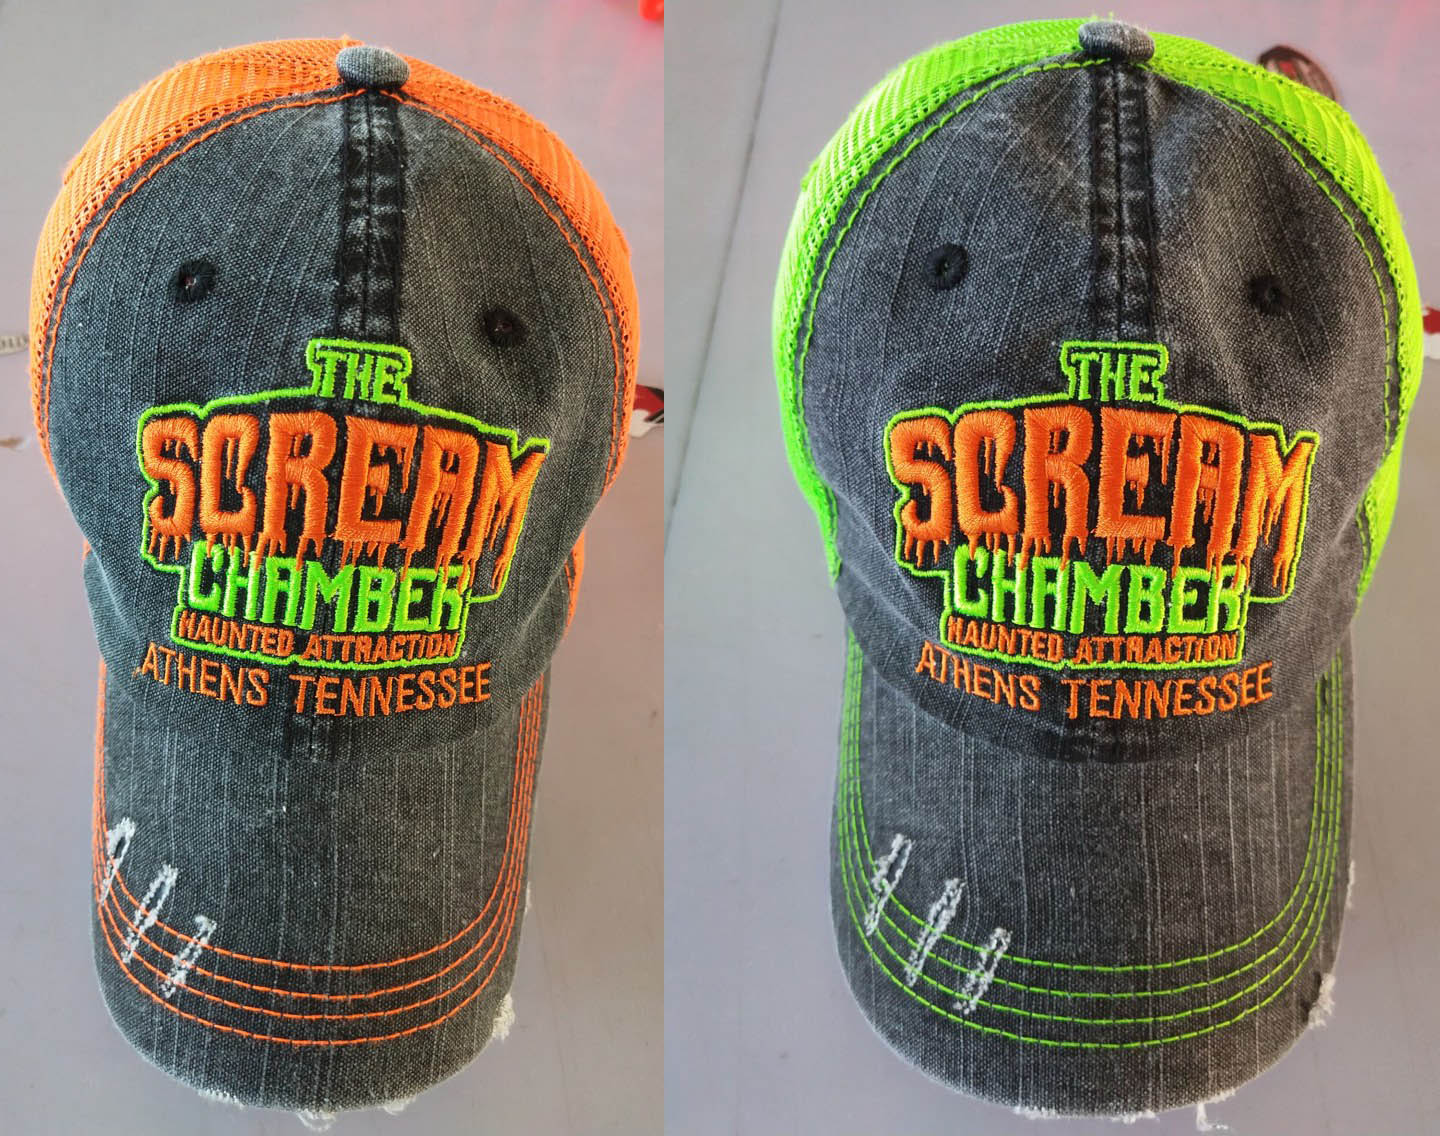 THE
SCREAM
CHAMBER
HAUNTED ATTRACTION
ATHENS TENNESSEE
THE
SCREAM
CHAMBER
HAUNTED ATTRACTION
ATHENS TENNESSEE